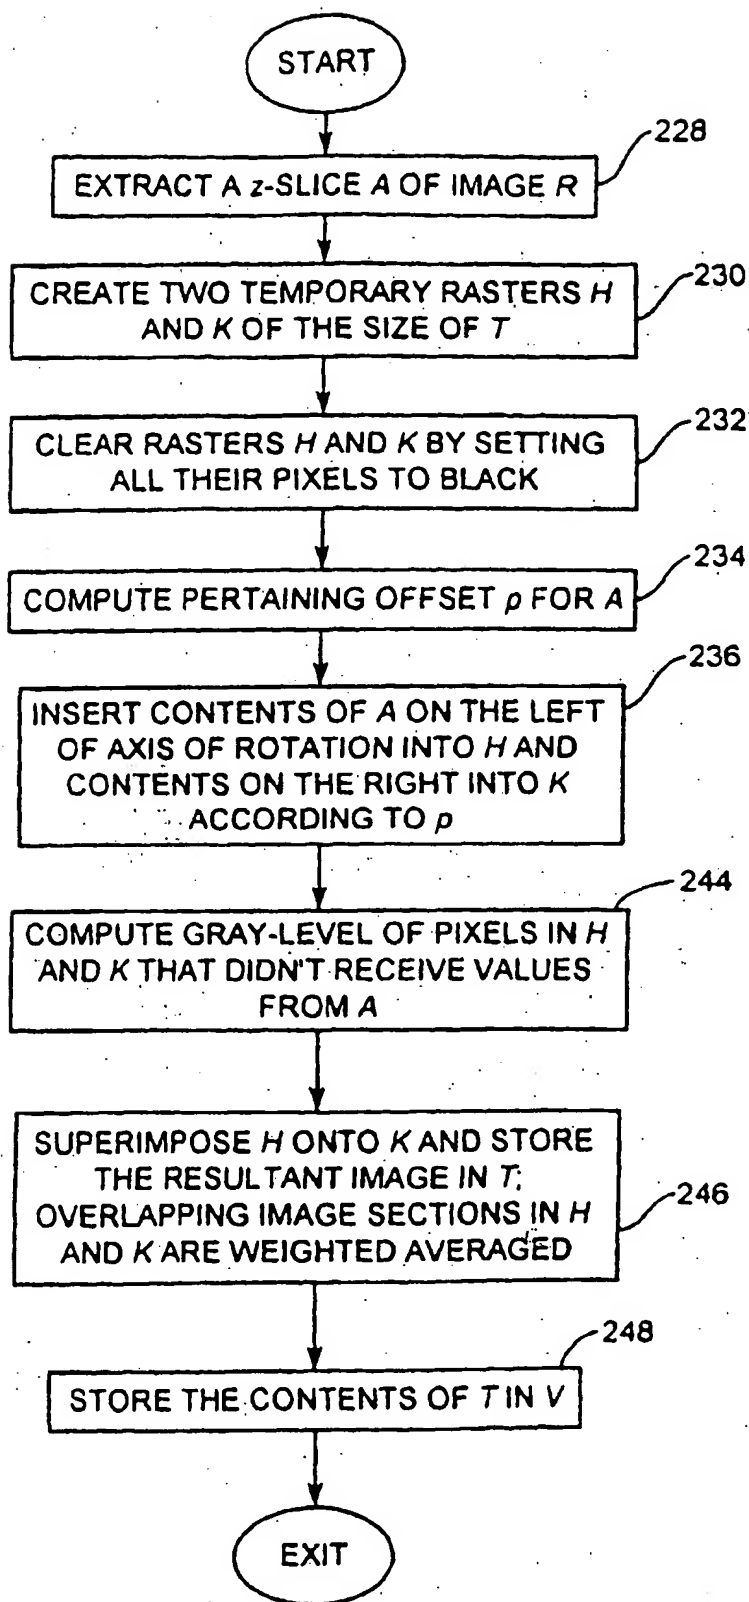 START
228
EXTRACT A z-SLICE A OF IMAGE R
230
CREATE TWO TEMPORARY RASTERS H
AND K OF THE SIZE OF T
232
CLEAR RASTERS H AND K BY SETTING
ALL THEIR PIXELS TO BLACK
234
COMPUTE PERTAINING OFFSET ρ FOR A
236
INSERT CONTENTS OF A ON THE LEFT
OF AXIS OF ROTATION INTO H AND
CONTENTS ON THE RIGHT INTO K
ACCORDING TO p
244
COMPUTE GRAY-LEVEL OF PIXELS IN H
AND K THAT DIDN'T RECEIVE VALUES
FROM A
SUPERIMPOSE H ONTO K AND STORE
THE RESULTANT IMAGE IN T;
OVERLAPPING IMAGE SECTIONS IN H
AND K ARE WEIGHTED AVERAGED
246
248
STORE THE CONTENTS OF T IN V
EXIT